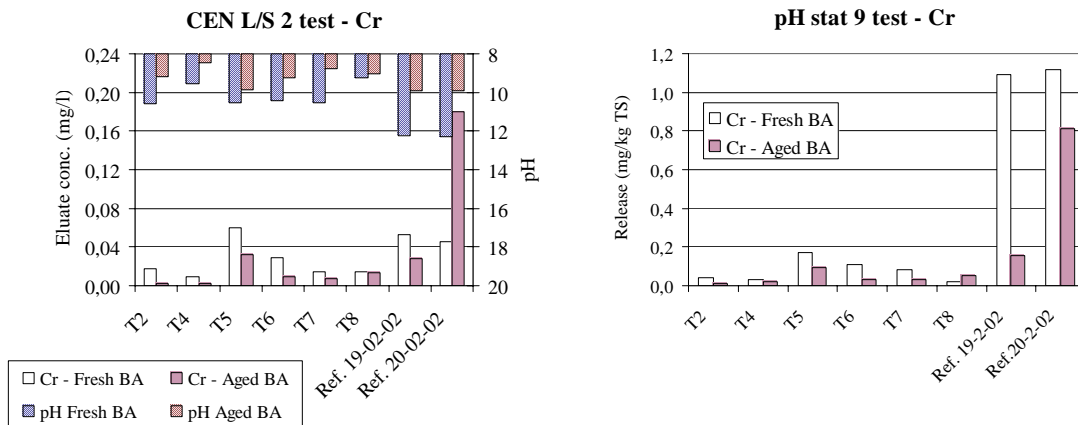 CEN L/S 2 test - Cr
Eluate conc. (mg/l)
0,24
0,20
0,16
0,12
0,08
0,04
0,00
8
10
12
14
16
18
20
pH
T2
T4
T5
T6
T7
T8
Ref. 19-02-02
Ref. 20-02-02
Cr - Fresh BA
Cr - Aged BA
pH Fresh BA
pH Aged BA
pH stat 9 test - Cr
Release (mg/kg TS)
1,2
1,0
0,8
0,6
0,4
0,2
0,0
Cr - Fresh BA
Cr - Aged BA
T2
T4
T5
T6
T7
T8
Ref. 19-2-02
Ref.20-2-02